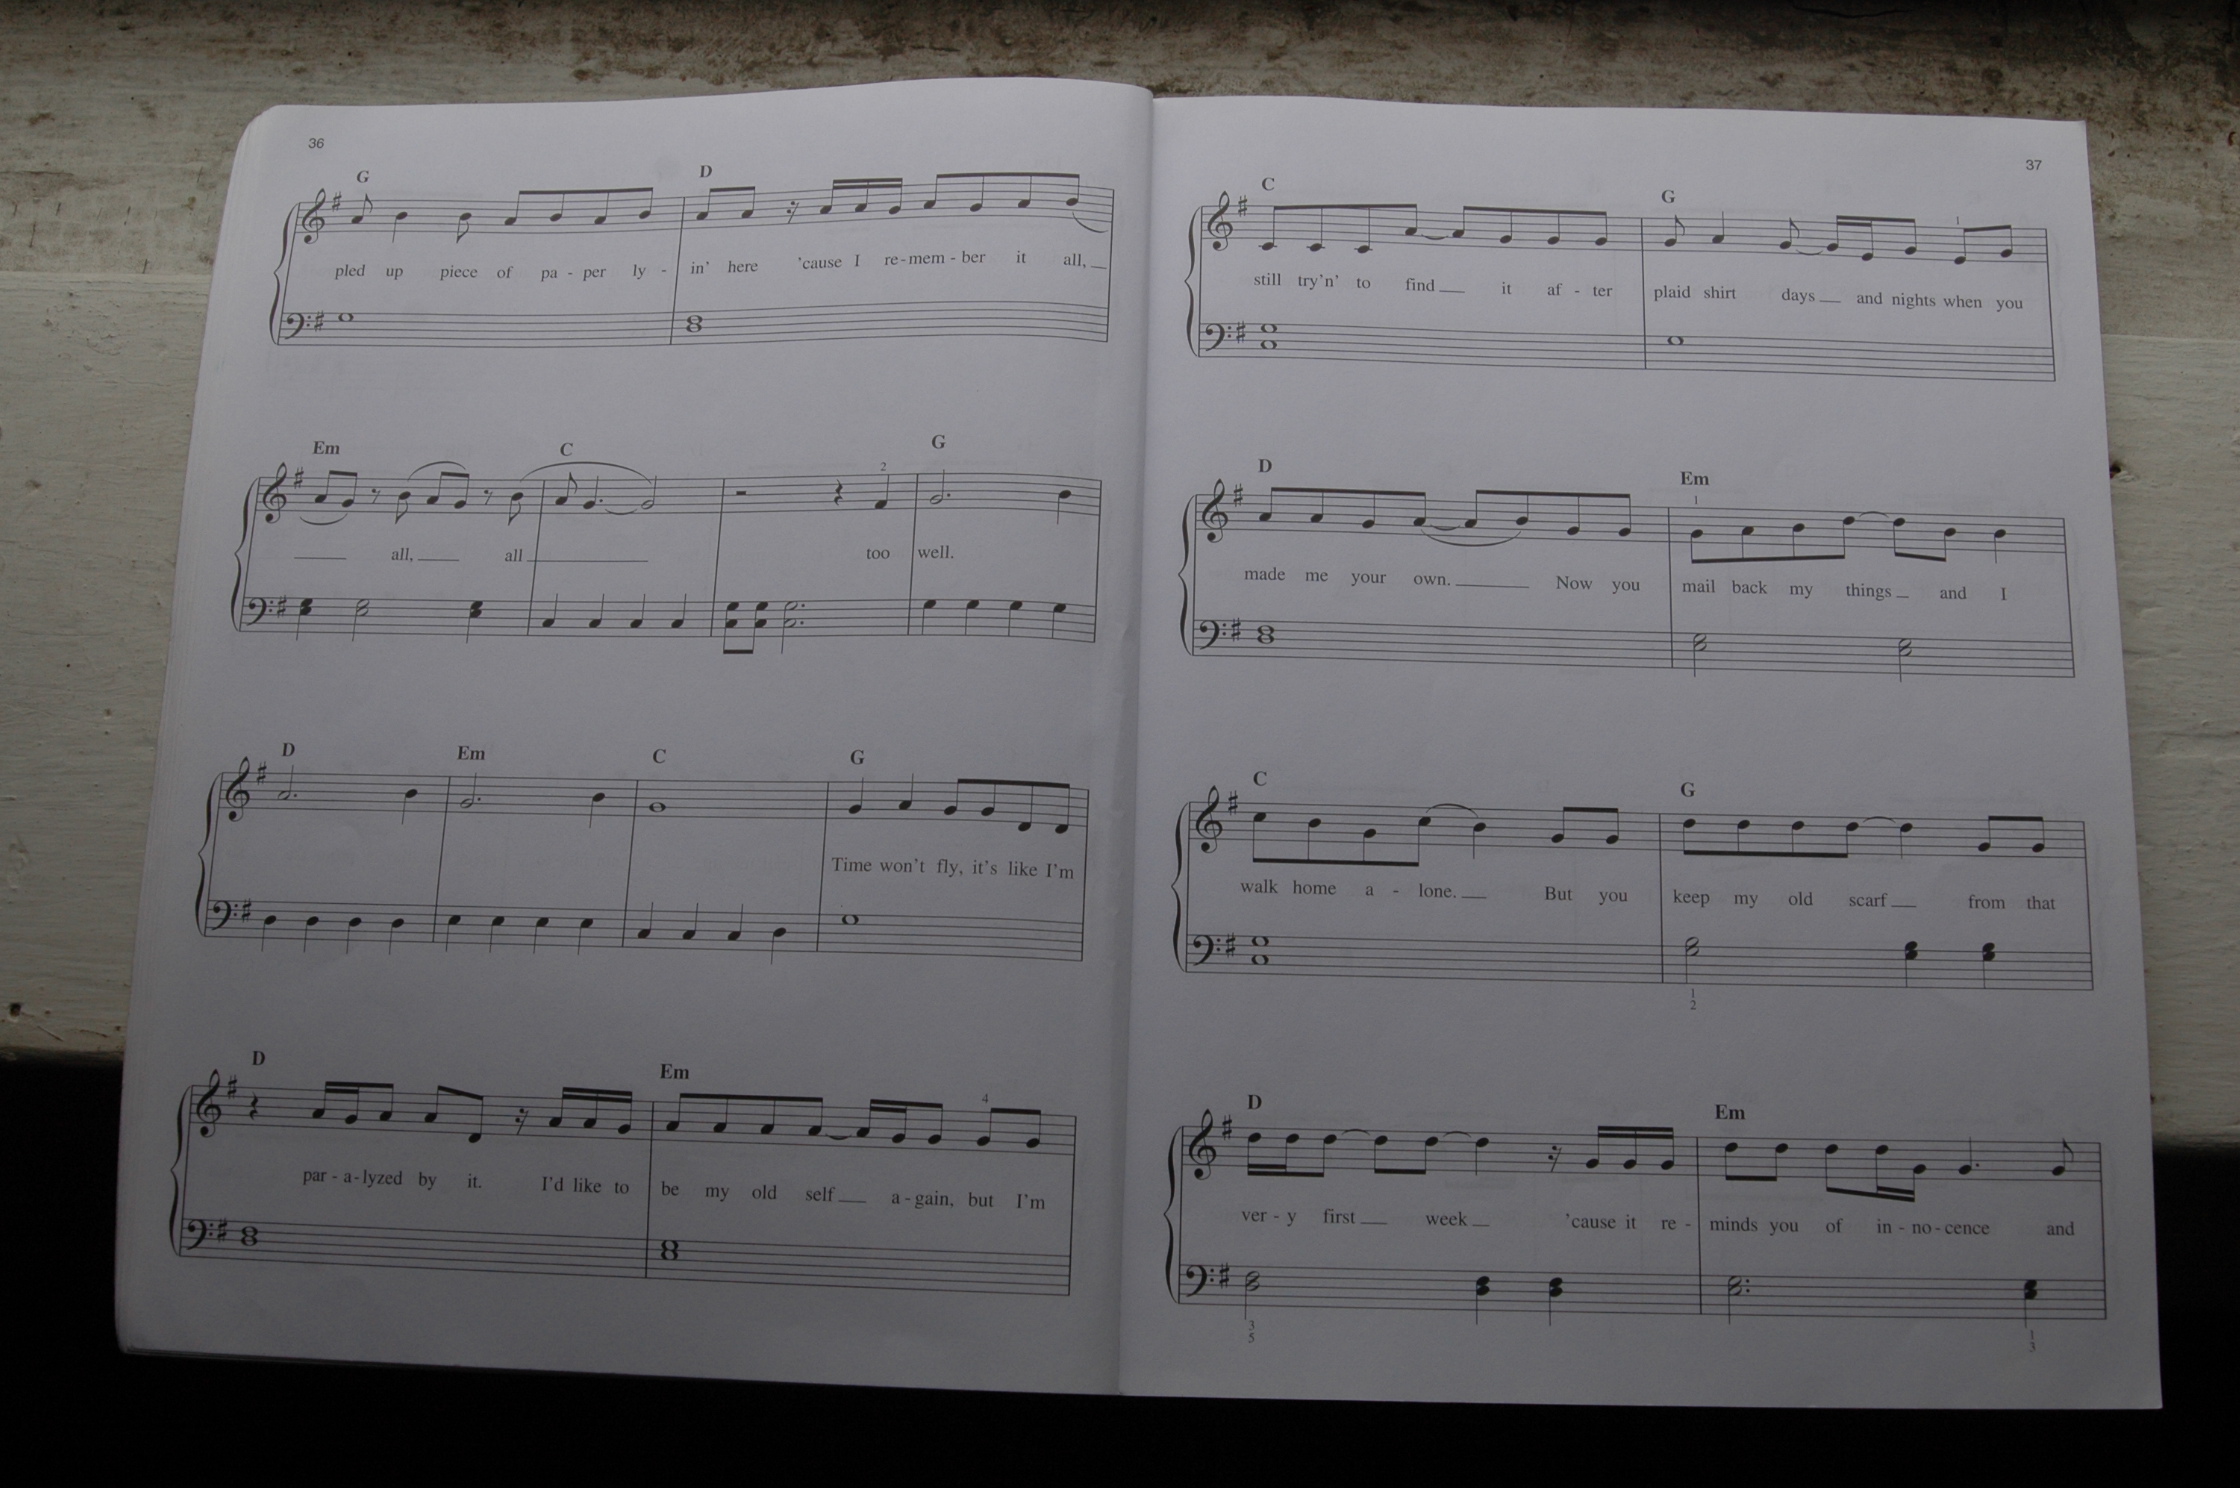 36
G D
pled up piece of pa - per ly - in' here 'cause I re - mem - ber it all,
Em C 2 G
all, all too well.
D Em C G
Time won't fly, it's like I'm
D Em 4
par - a - lyzed by it. I'd like to be my old self a - gain, but I'm
37
C G 1
still try'n' to find it af - ter plaid shirt days and nights when you
D Em
1
made me your own. Now you mail back my things and I
C G
walk home a - lone. But you keep my old scarf from that
1
2
D Em
ver - y first week 'cause it re - minds you of in - no - cence and
3 1
5 3